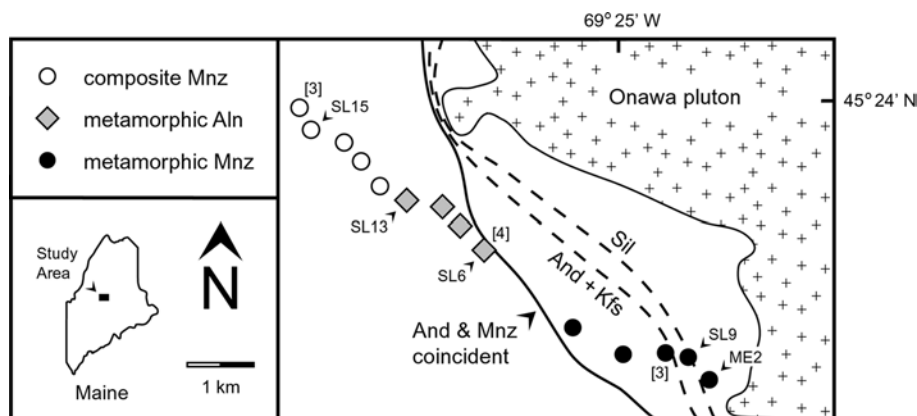 69° 25' W
composite Mnz
metamorphic Aln
metamorphic Mnz
[3]
SL15
Onawa pluton
45° 24' N
SL13
[4]
SL6
Sil
And + Kfs
And & Mnz
coincident
SL9
[3]
ME2
Study
Area
Maine
N
1 km